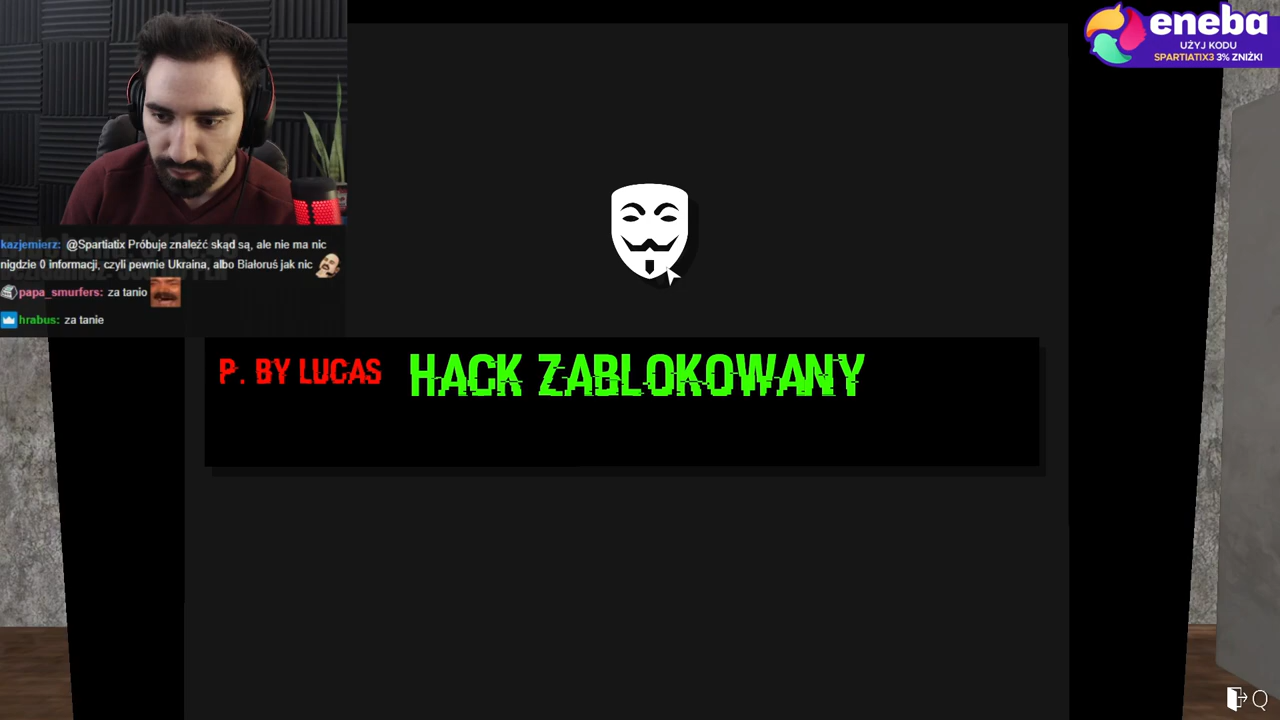 eneba
UŻYJ KODU
SPARTIATIX3 3% ZNIŻKI
kazjemierz: @Spartiatix Próbuje znaleźć skąd są, ale nie ma nic
nigdzie 0 informacji, czyli pewnie Ukraina, albo Białoruś jak nic
papa_smurfers: za tanio
hrabus: za tanie
P. BY LUCAS
HACK ZABLOKOWANY
Q